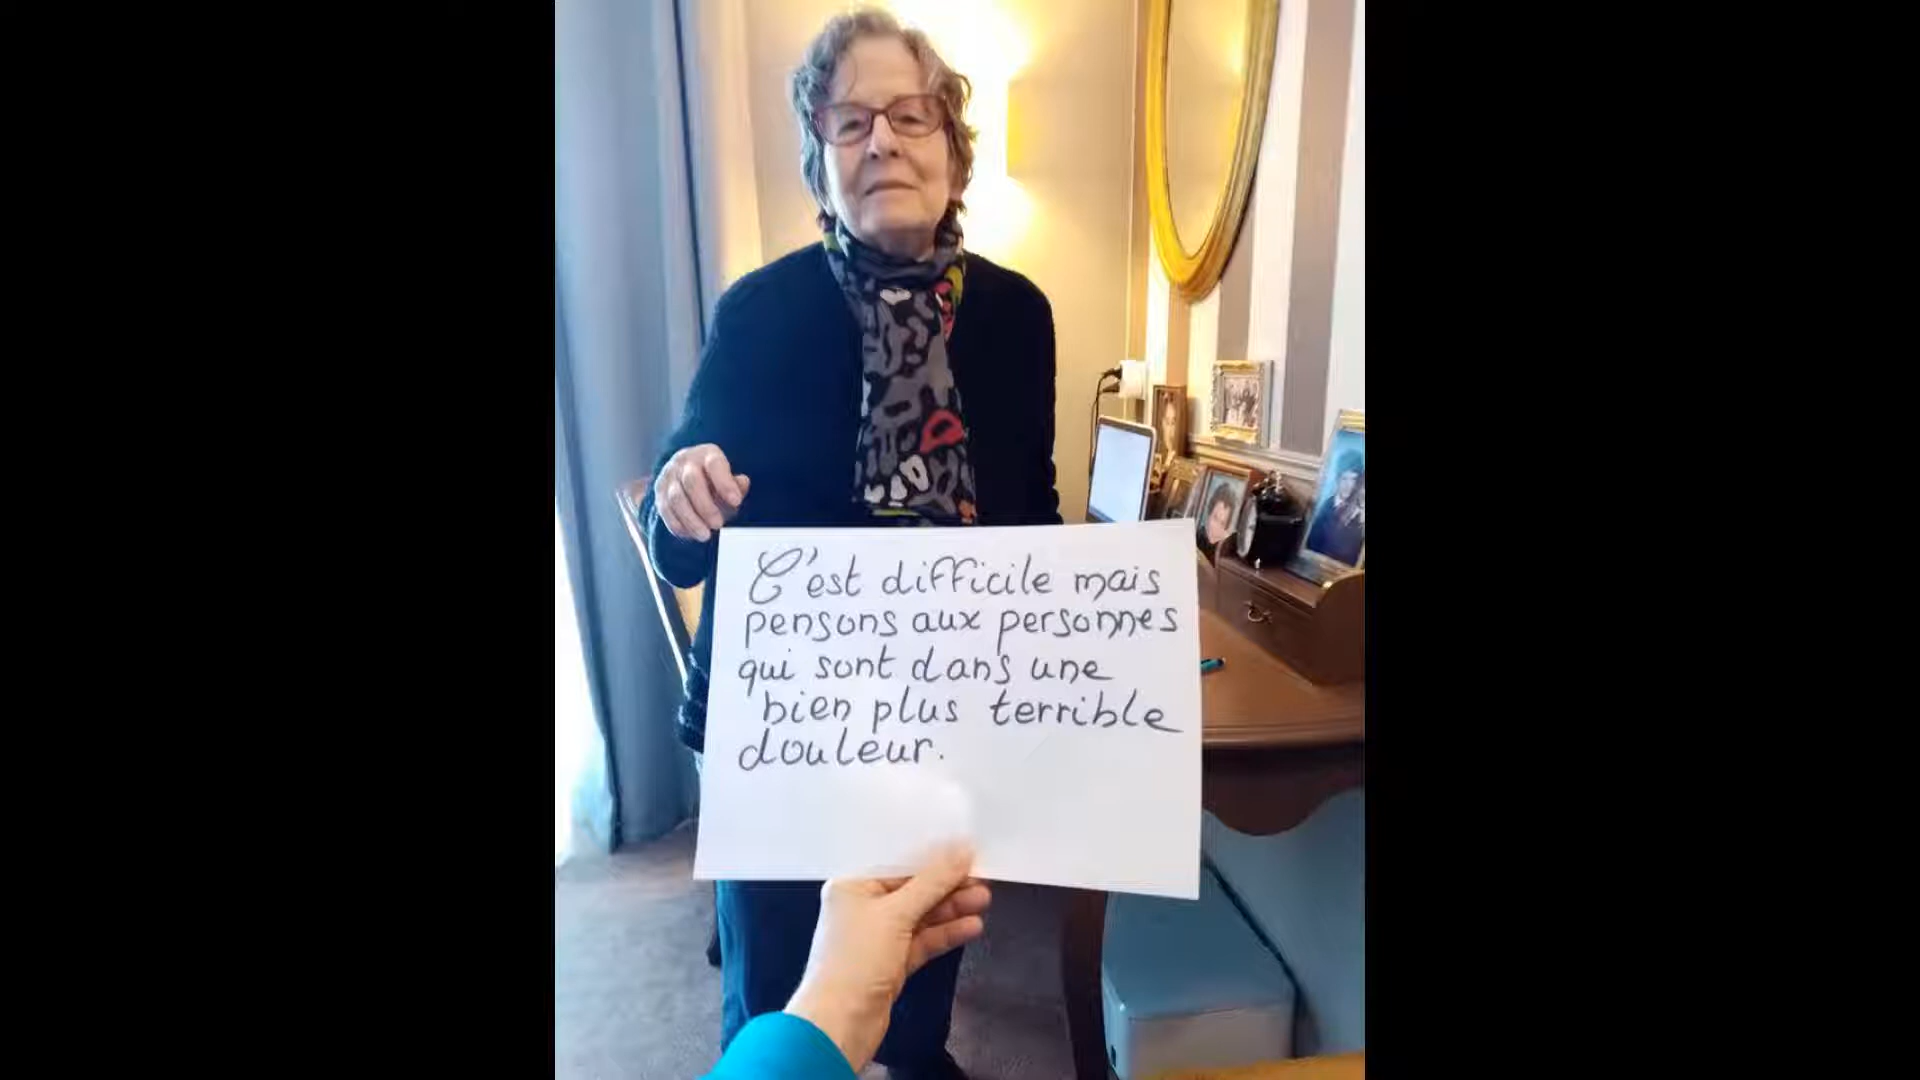 C'est difficile mais
pensons aux personnes
qui sont dans une
bien plus terrible
douleur.